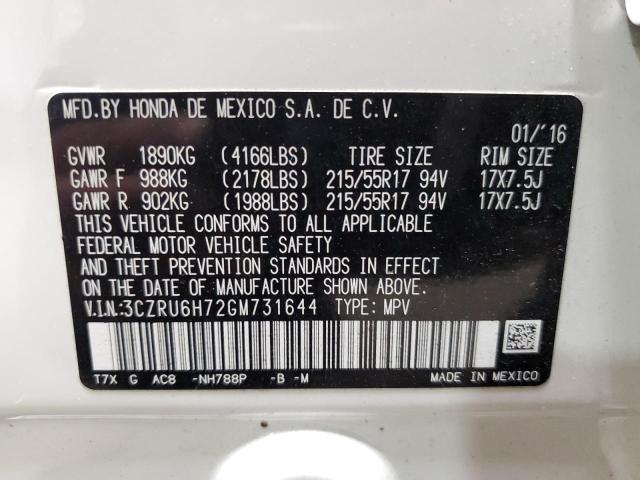 MFD.BY HONDA DE MEXICO S.A. DE C.V.
01/'16
GVWR 1890KG (4166LBS) TIRE SIZE RIM SIZE
GAWR F 988KG (2178LBS) 215/55R17 94V 17X7.5J
GAWR R 902KG (1988LBS) 215/55R17 94V 17X7.5J
THIS VEHICLE CONFORMS TO ALL APPLICABLE
FEDERAL MOTOR VEHICLE SAFETY
AND THEFT PREVENTION STANDARDS IN EFFECT
ON THE DATE OF MANUFACTURE SHOWN ABOVE.
V.I.N.:3CZRU6H72GM731644 TYPE: MPV
T7X G AC8 -NH788P -B -M MADE IN MEXICO